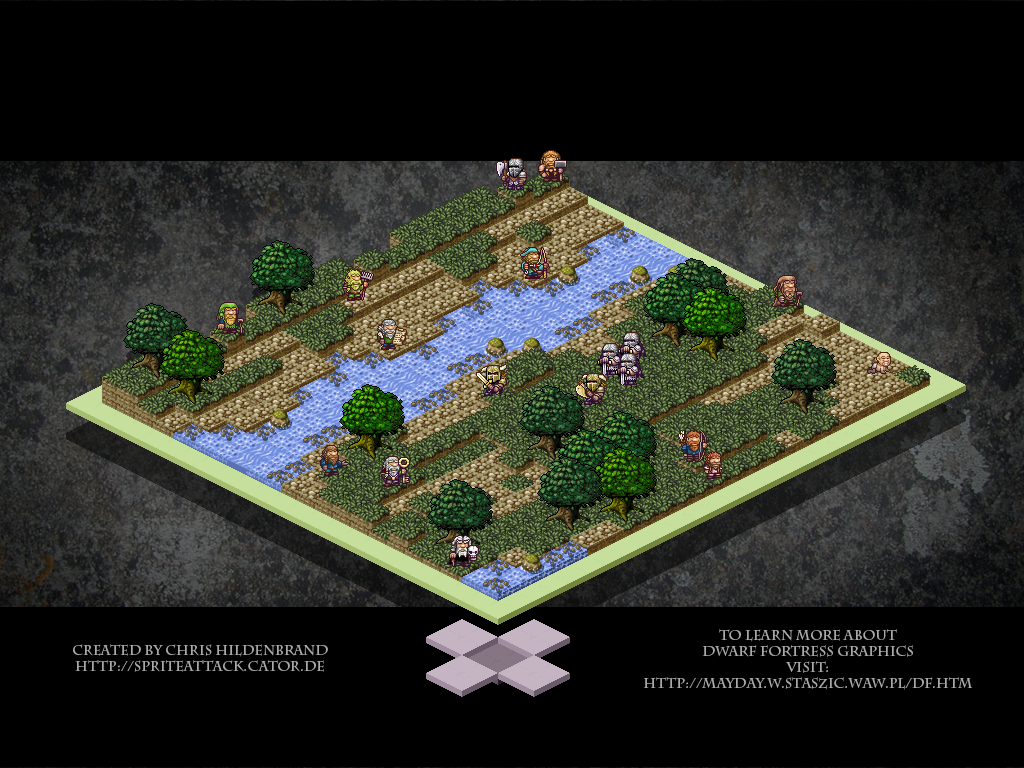 CREATED BY CHRIS HILDENBRAND
HTTP://SPRITEATTACK.CATOR.DE
TO LEARN MORE ABOUT
DWARF FORTRESS GRAPHICS
VISIT:
HTTP://MAYDAY.W.STASZIC.WAW.PL/DF.HTM